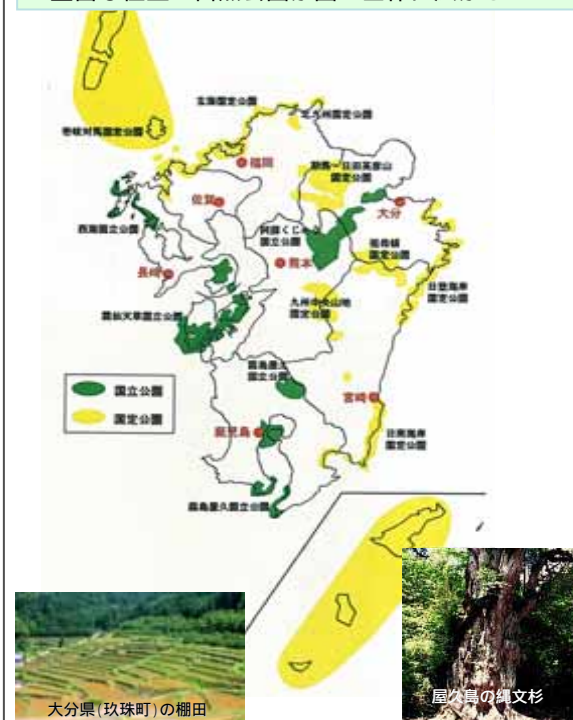 壱岐対馬国定公園
玄海国定公園
北九州国定公園
耶馬日田英彦山
国定公園
福岡
佐賀
大分
西海国立公園
阿蘇くじゅう
国立公園
祖母傾
国定公園
長崎
熊本
日豊海岸
国定公園
九州中央山地
国定公園
雲仙天草国立公園
霧島屋久
国立公園
国立公園
国定公園
宮崎
鹿児島
日南海岸
国定公園
霧島屋久国立公園
大分県(玖珠町)の棚田
屋久島の縄文杉